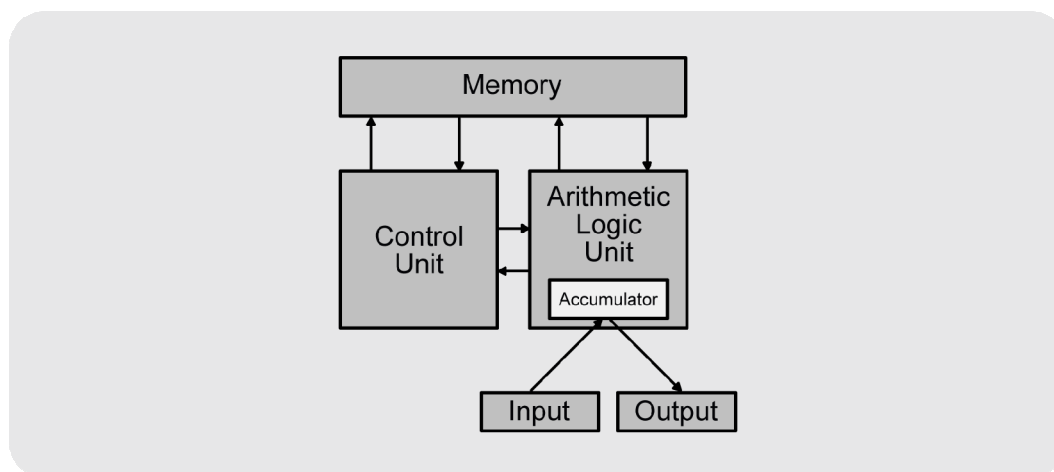 Memory
Control
Unit
Arithmetic
Logic
Unit
Accumulator
Input
Output